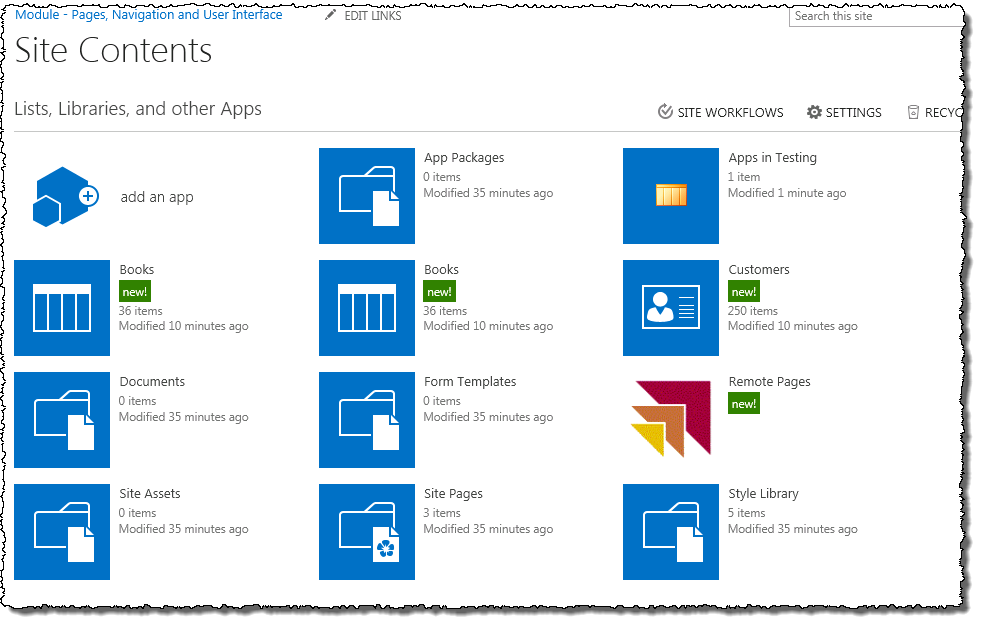 Module - Pages, Navigation and User Interface
EDIT LINKS
Search this site
Site Contents
Lists, Libraries, and other Apps
SITE WORKFLOWS
SETTINGS
RECYC
add an app
App Packages
0 items
Modified 35 minutes ago
Apps in Testing
1 item
Modified 1 minute ago
Books
new!
36 items
Modified 10 minutes ago
Books
new!
36 items
Modified 10 minutes ago
Customers
new!
250 items
Modified 10 minutes ago
Documents
0 items
Modified 35 minutes ago
Form Templates
0 items
Modified 35 minutes ago
Remote Pages
new!
Site Assets
0 items
Modified 35 minutes ago
Site Pages
3 items
Modified 35 minutes ago
Style Library
5 items
Modified 35 minutes ago